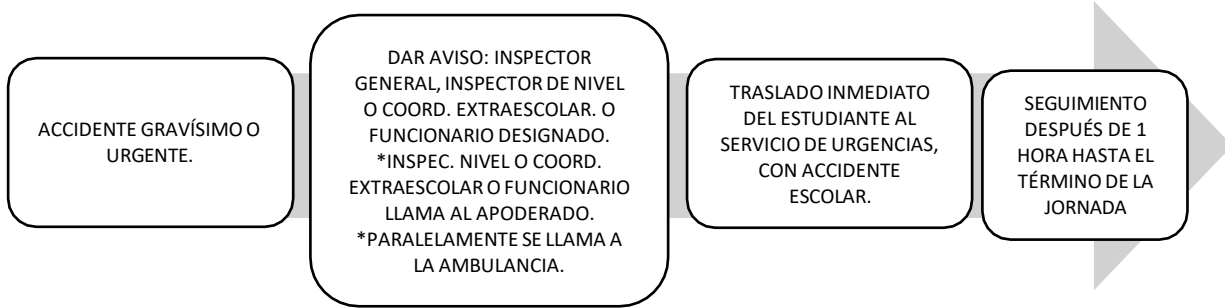 ACCIDENTE GRAVÍSIMO O
URGENTE.
DAR AVISO: INSPECTOR
GENERAL, INSPECTOR DE NIVEL
O COORD. EXTRAESCOLAR. O
FUNCIONARIO DESIGNADO.
*INSPEC. NIVEL O COORD.
EXTRAESCOLAR O FUNCIONARIO
LLAMA AL APODERADO.
*PARALELAMENTE SE LLAMA A
LA AMBULANCIA.
TRASLADO INMEDIATO
DEL ESTUDIANTE AL
SERVICIO DE URGENCIAS,
CON ACCIDENTE
ESCOLAR.
SEGUIMIENTO
DESPUÉS DE 1
HORA HASTA EL
TÉRMINO DE LA
JORNADA